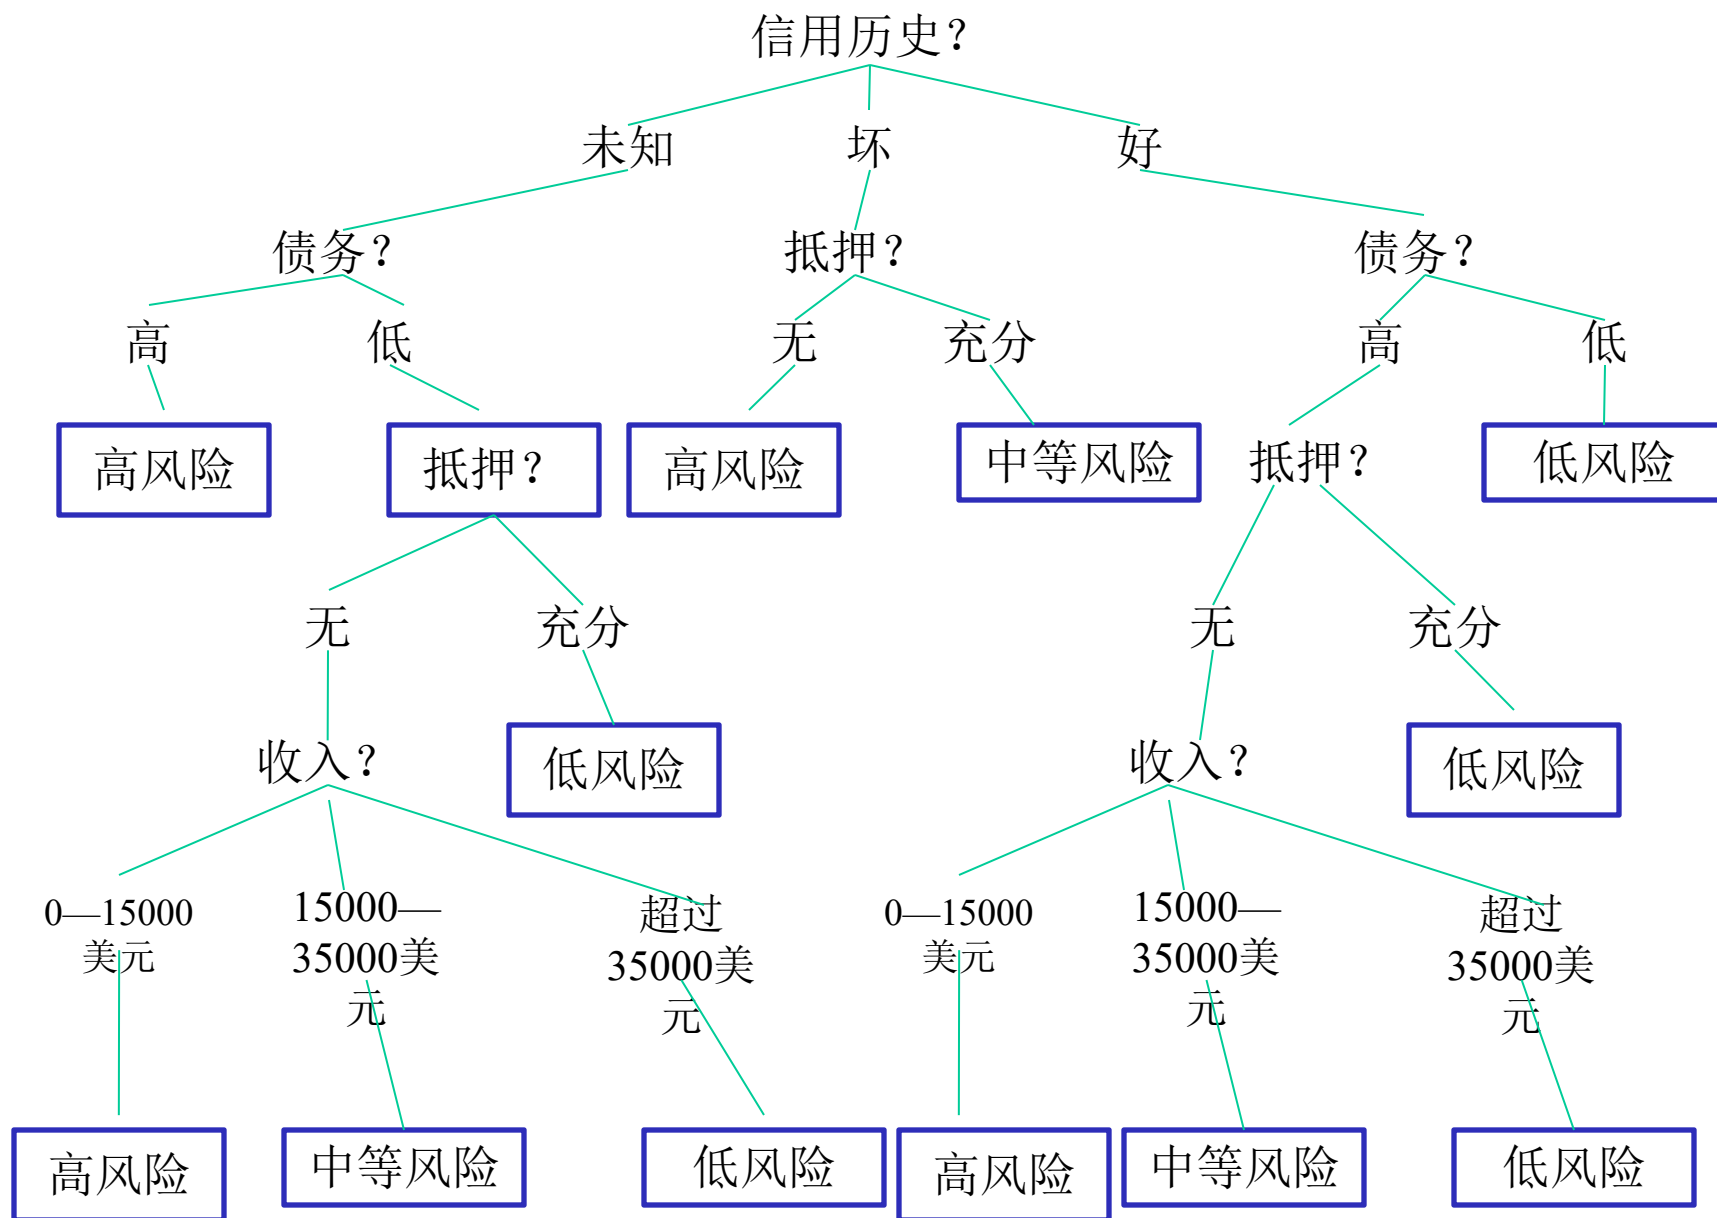 信用历史?
未知 坏 好
债务? 抵押? 债务?
高 低 无 充分 高 低
高风险 抵押? 高风险 中等风险 抵押? 低风险
无 充分 无 充分
收入? 低风险 收入? 低风险
0—15000
美元
15000—
35000美
元
超过
35000美
元
0—15000
美元
15000—
35000美
元
超过
35000美
元
高风险 中等风险 低风险 高风险 中等风险 低风险